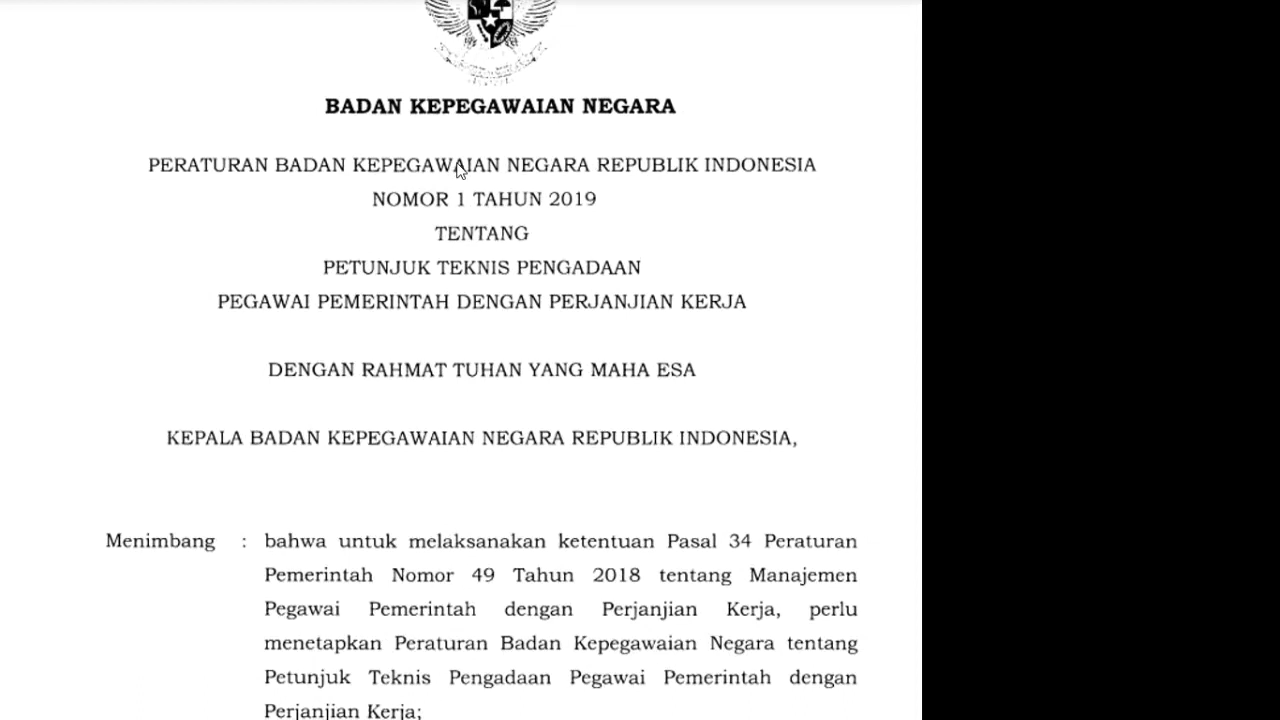 BADAN KEPEGAWAIAN NEGARA
PERATURAN BADAN KEPEGAWAIAN NEGARA REPUBLIK INDONESIA
NOMOR 1 TAHUN 2019
TENTANG
PETUNJUK TEKNIS PENGADAAN
PEGAWAI PEMERINTAH DENGAN PERJANJIAN KERJA
DENGAN RAHMAT TUHAN YANG MAHA ESA
KEPALA BADAN KEPEGAWAIAN NEGARA REPUBLIK INDONESIA,
Menimbang : bahwa untuk melaksanakan ketentuan Pasal 34 Peraturan
Pemerintah Nomor 49 Tahun 2018 tentang Manajemen
Pegawai Pemerintah dengan Perjanjian Kerja, perlu
menetapkan Peraturan Badan Kepegawaian Negara tentang
Petunjuk Teknis Pengadaan Pegawai Pemerintah dengan
Perjanjian Kerja;